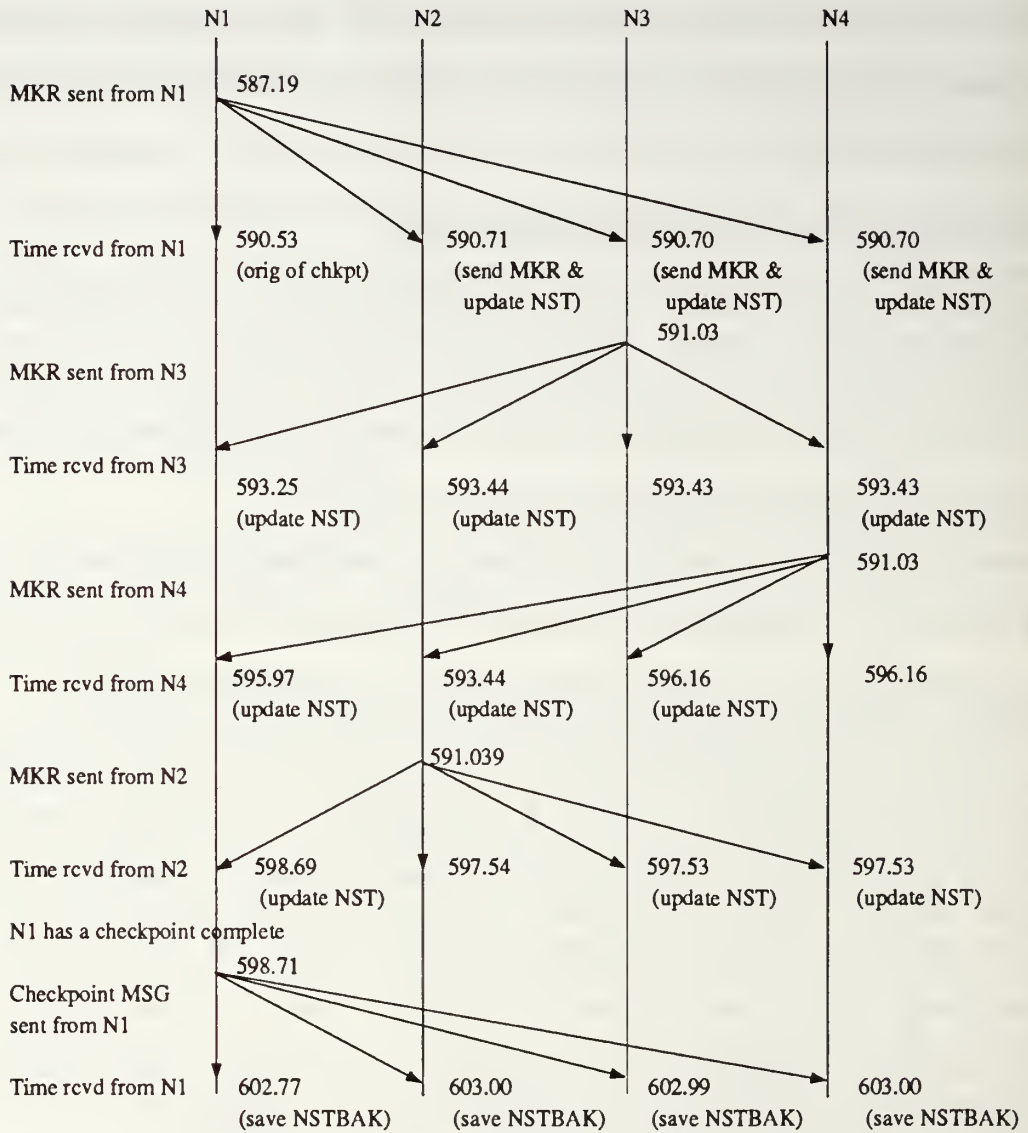 N1 N2 N3 N4
587.19
MKR sent from N1
Time rcvd from N1
590.53
(orig of chkpt)
590.71
(send MKR &
update NST)
590.70
(send MKR &
update NST)
590.70
(send MKR &
update NST)
591.03
MKR sent from N3
Time rcvd from N3
593.25
(update NST)
593.44
(update NST)
593.43
593.43
(update NST)
591.03
MKR sent from N4
Time rcvd from N4
595.97
(update NST)
593.44
(update NST)
596.16
(update NST)
596.16
591.039
MKR sent from N2
Time rcvd from N2
598.69
(update NST)
597.54
597.53
(update NST)
597.53
(update NST)
N1 has a checkpoint complete
598.71
Checkpoint MSG
sent from N1
Time rcvd from N1
602.77
(save NSTBAK)
603.00
(save NSTBAK)
602.99
(save NSTBAK)
603.00
(save NSTBAK)